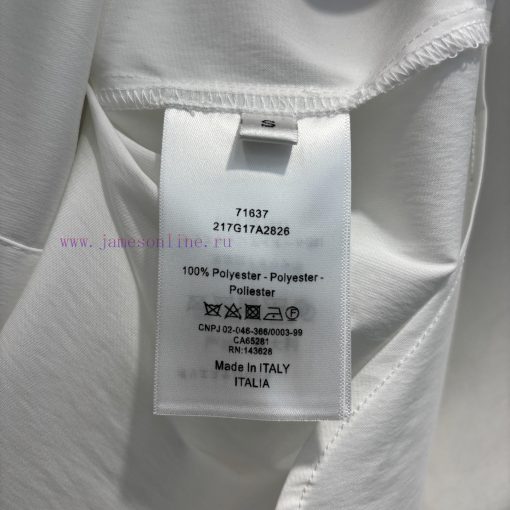 S
71637
217G17A2826
www.jamesonline.ru
100% Polyester - Polyester -
Poliester
CNPJ 02-046-366/0003-99
CA65281
RN:143628
Made In ITALY
ITALIA